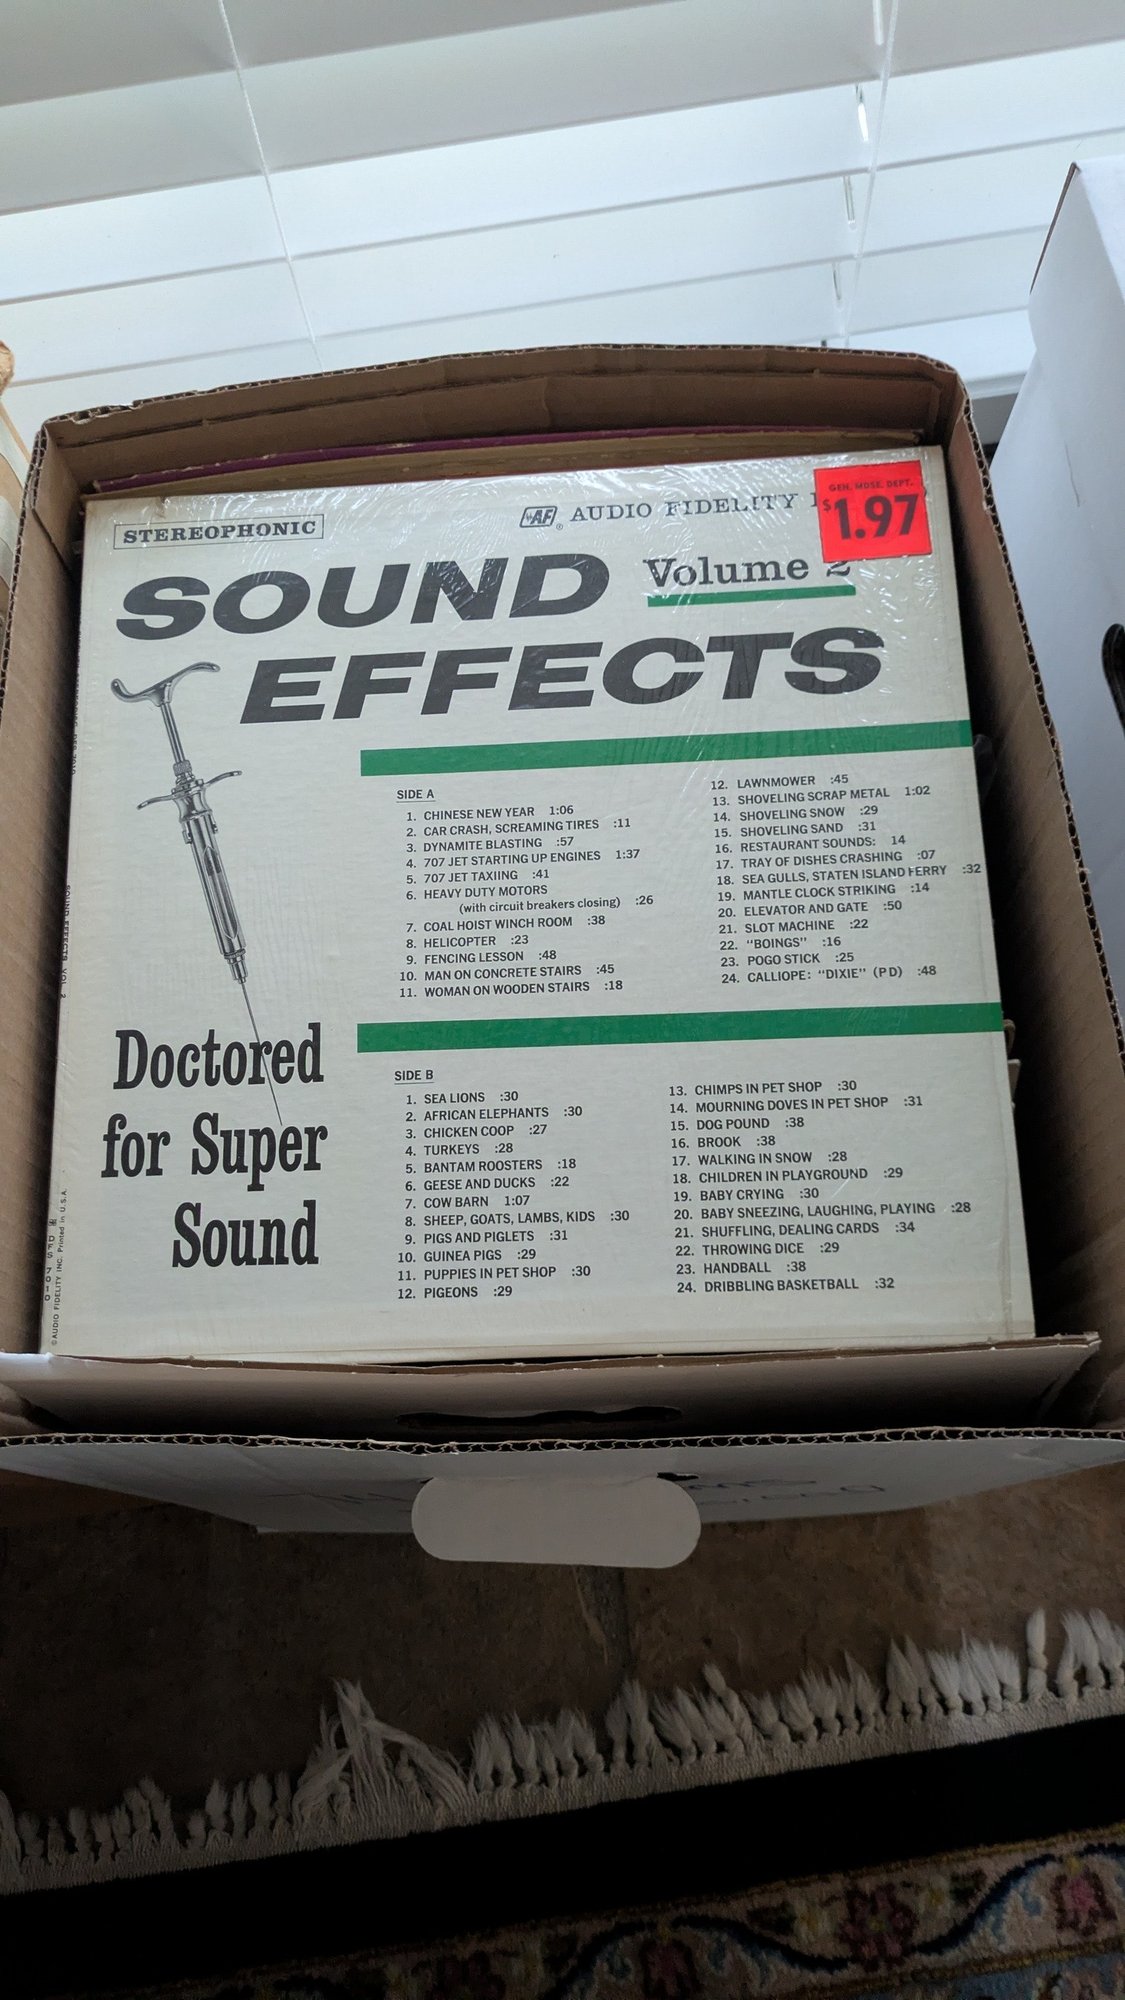 STEREOPHONIC
AF ® AUDIO FIDELITY
GEN. MDSE. DEPT.
$1.97
SOUND
Volume 2
EFFECTS
SIDE A
1. CHINESE NEW YEAR 1:06
2. CAR CRASH, SCREAMING TIRES :11
3. DYNAMITE BLASTING :57
4. 707 JET STARTING UP ENGINES 1:37
5. 707 JET TAXIING :41
6. HEAVY DUTY MOTORS
(with circuit breakers closing) :26
7. COAL HOIST WINCH ROOM :38
8. HELICOPTER :23
9. FENCING LESSON :48
10. MAN ON CONCRETE STAIRS :45
11. WOMAN ON WOODEN STAIRS :18
12. LAWNMOWER :45
13. SHOVELING SCRAP METAL 1:02
14. SHOVELING SNOW :29
15. SHOVELING SAND :31
16. RESTAURANT SOUNDS: 14
17. TRAY OF DISHES CRASHING :07
18. SEA GULLS, STATEN ISLAND FERRY :32
19. MANTLE CLOCK STRIKING :14
20. ELEVATOR AND GATE :50
21. SLOT MACHINE :22
22. "BOINGS" :16
23. POGO STICK :25
24. CALLIOPE: "DIXIE" (PD) :48
Doctored
for Super
Sound
SIDE B
1. SEA LIONS :30
2. AFRICAN ELEPHANTS :30
3. CHICKEN COOP :27
4. TURKEYS :28
5. BANTAM ROOSTERS :18
6. GEESE AND DUCKS :22
7. COW BARN 1:07
8. SHEEP, GOATS, LAMBS, KIDS :30
9. PIGS AND PIGLETS :31
10. GUINEA PIGS :29
11. PUPPIES IN PET SHOP :30
12. PIGEONS :29
13. CHIMPS IN PET SHOP :30
14. MOURNING DOVES IN PET SHOP :31
15. DOG POUND :38
16. BROOK :38
17. WALKING IN SNOW :28
18. CHILDREN IN PLAYGROUND :29
19. BABY CRYING :30
20. BABY SNEEZING, LAUGHING, PLAYING :28
21. SHUFFLING, DEALING CARDS :34
22. THROWING DICE :29
23. HANDBALL :38
24. DRIBBLING BASKETBALL :32
SOUND EFFECTS VOL. 2
DFS 7010
©AUDIO FIDELITY INC. Printed in U.S.A.